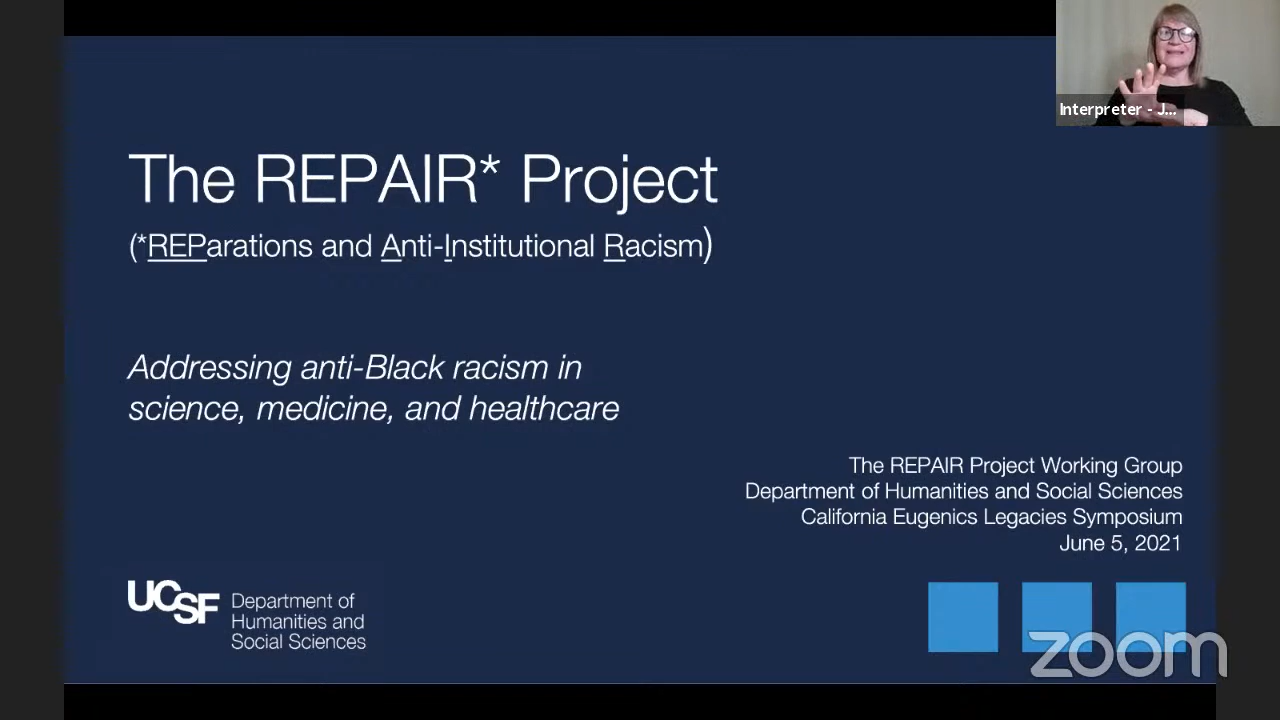 Interpreter - J...
The REPAIR* Project
(*REParations and Anti-Institutional Racism)
Addressing anti-Black racism in
science, medicine, and healthcare
The REPAIR Project Working Group
Department of Humanities and Social Sciences
California Eugenics Legacies Symposium
June 5, 2021
UCSF
Department of
Humanities and
Social Sciences
zoom